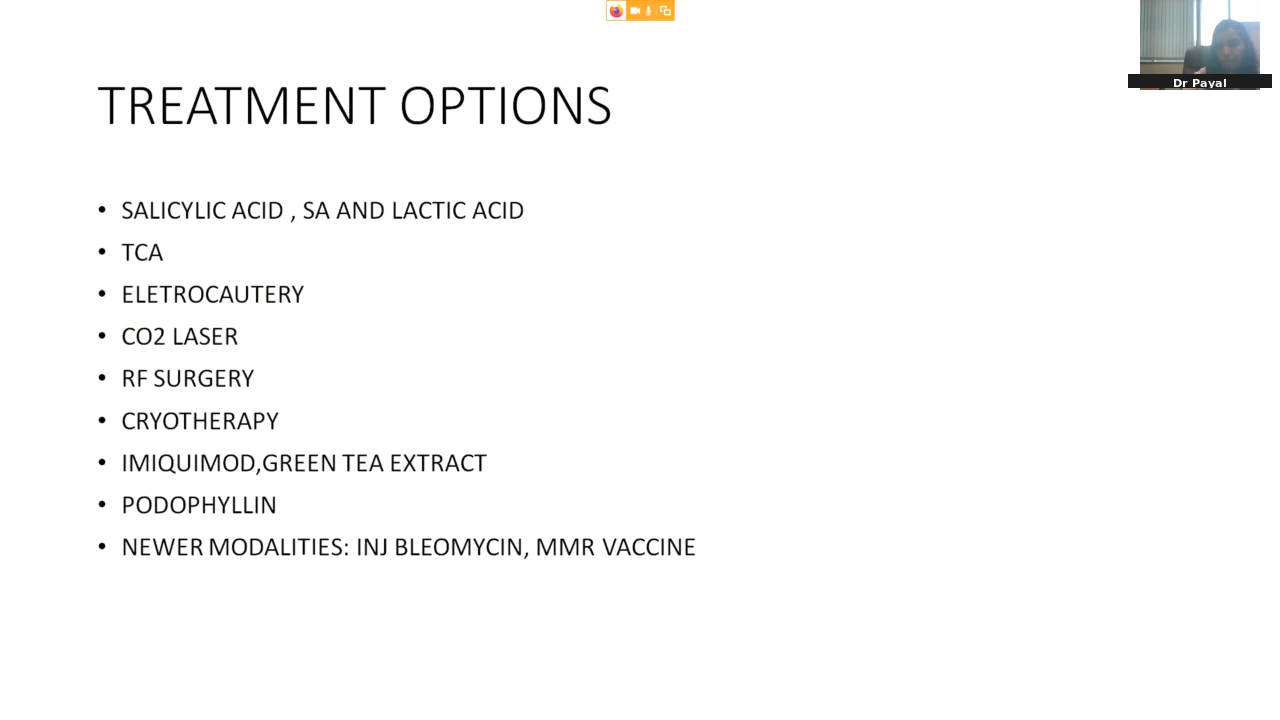 Dr Payal
TREATMENT OPTIONS
• SALICYLIC ACID , SA AND LACTIC ACID
• TCA
• ELETROCAUTERY
• CO2 LASER
• RF SURGERY
• CRYOTHERAPY
• IMIQUIMOD,GREEN TEA EXTRACT
• PODOPHYLLIN
• NEWER MODALITIES: INJ BLEOMYCIN, MMR VACCINE